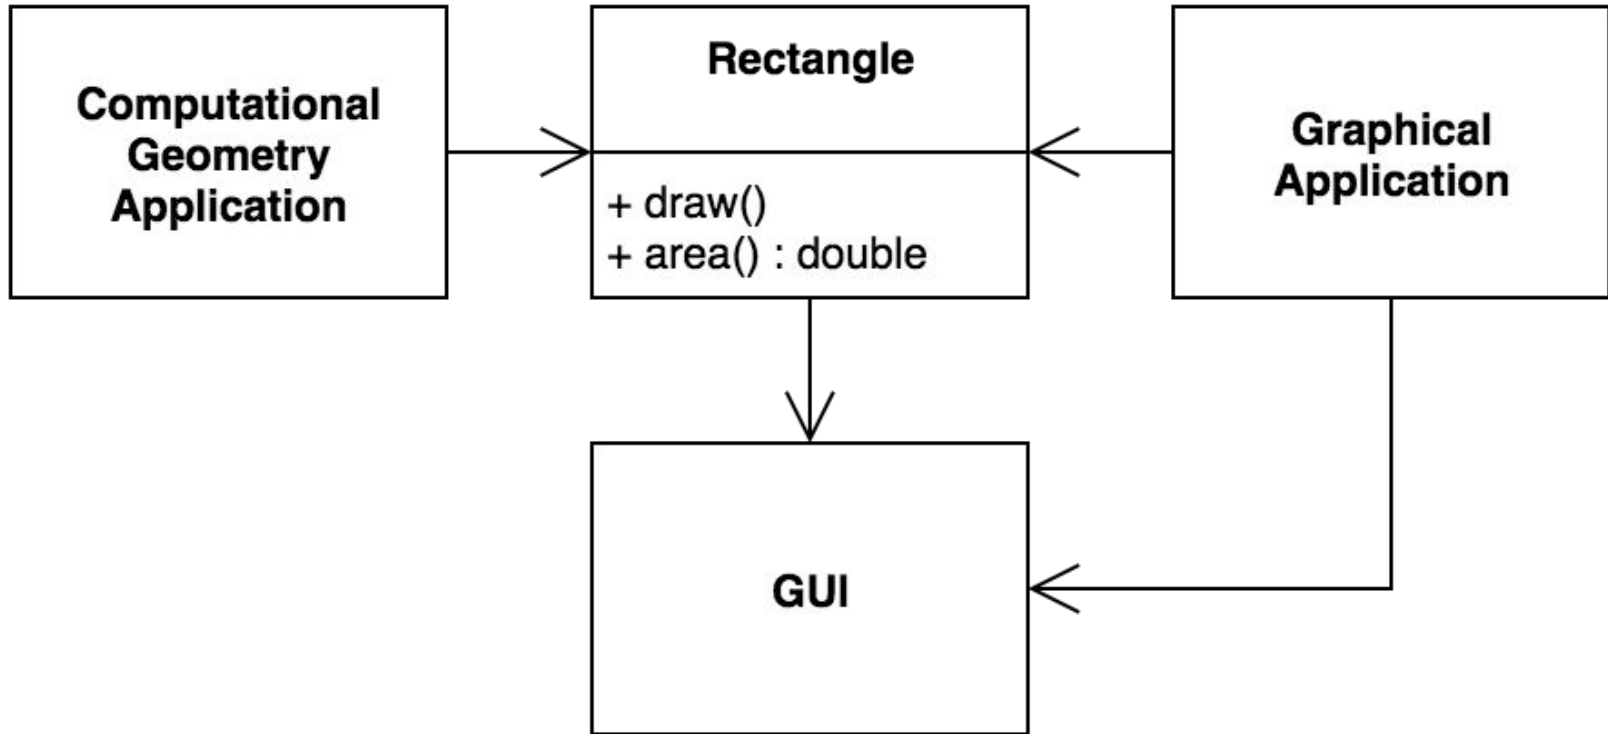 Computational
Geometry
Application
Rectangle
+ draw()
+ area() : double
Graphical
Application
GUI